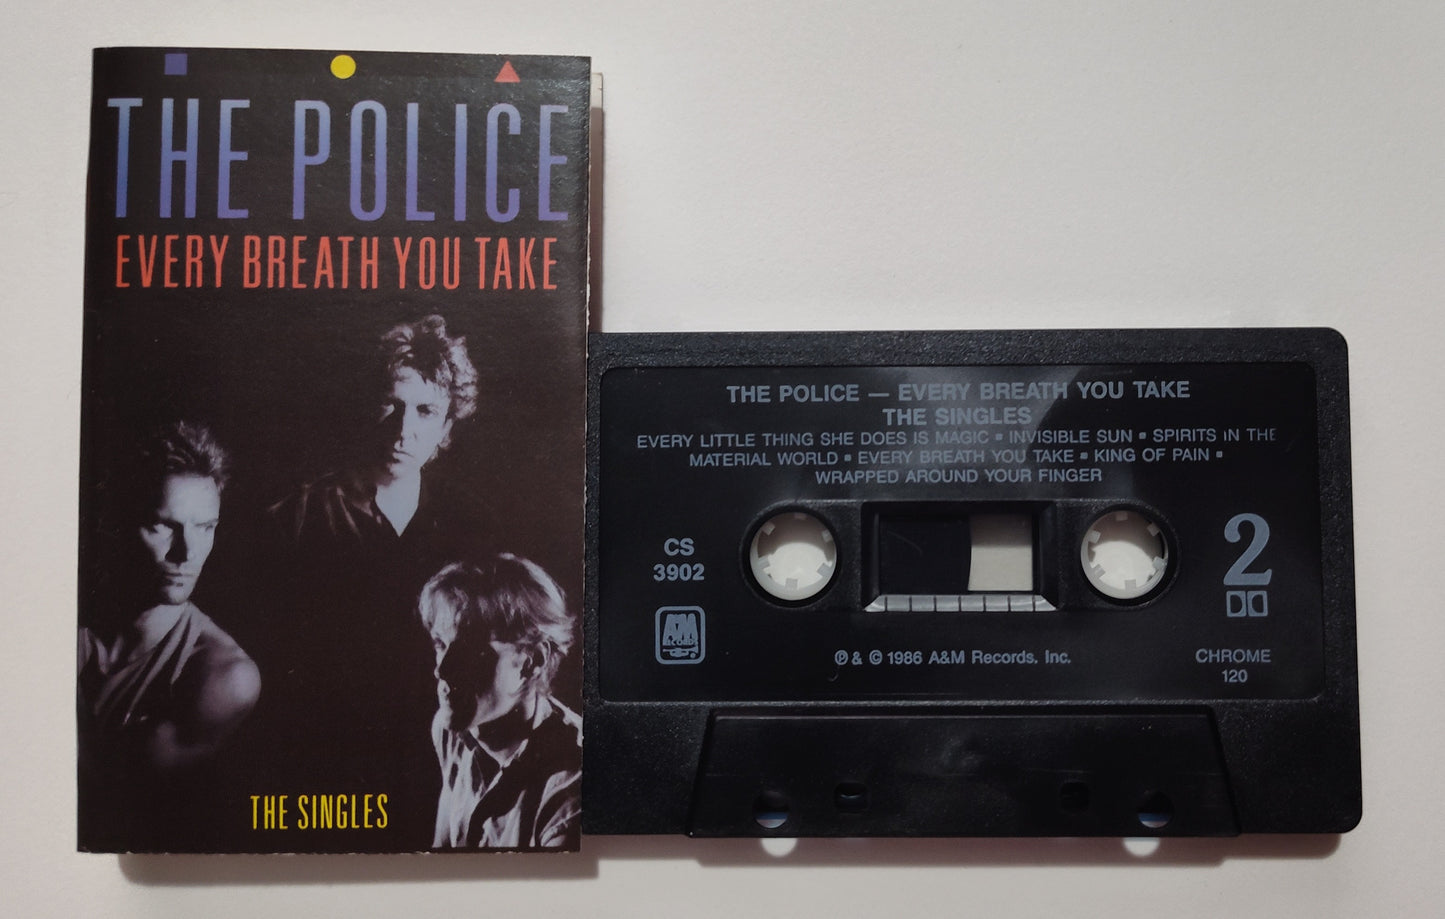 THE POLICE
EVERY BREATH YOU TAKE
THE SINGLES
THE POLICE — EVERY BREATH YOU TAKE
THE SINGLES
EVERY LITTLE THING SHE DOES IS MAGIC ▪ INVISIBLE SUN ▪ SPIRITS IN THE
MATERIAL WORLD ▪ EVERY BREATH YOU TAKE ▪ KING OF PAIN ▪
WRAPPED AROUND YOUR FINGER
CS
3902
2
A&M
RECORDS
℗ & © 1986 A&M Records, Inc.
CHROME
120